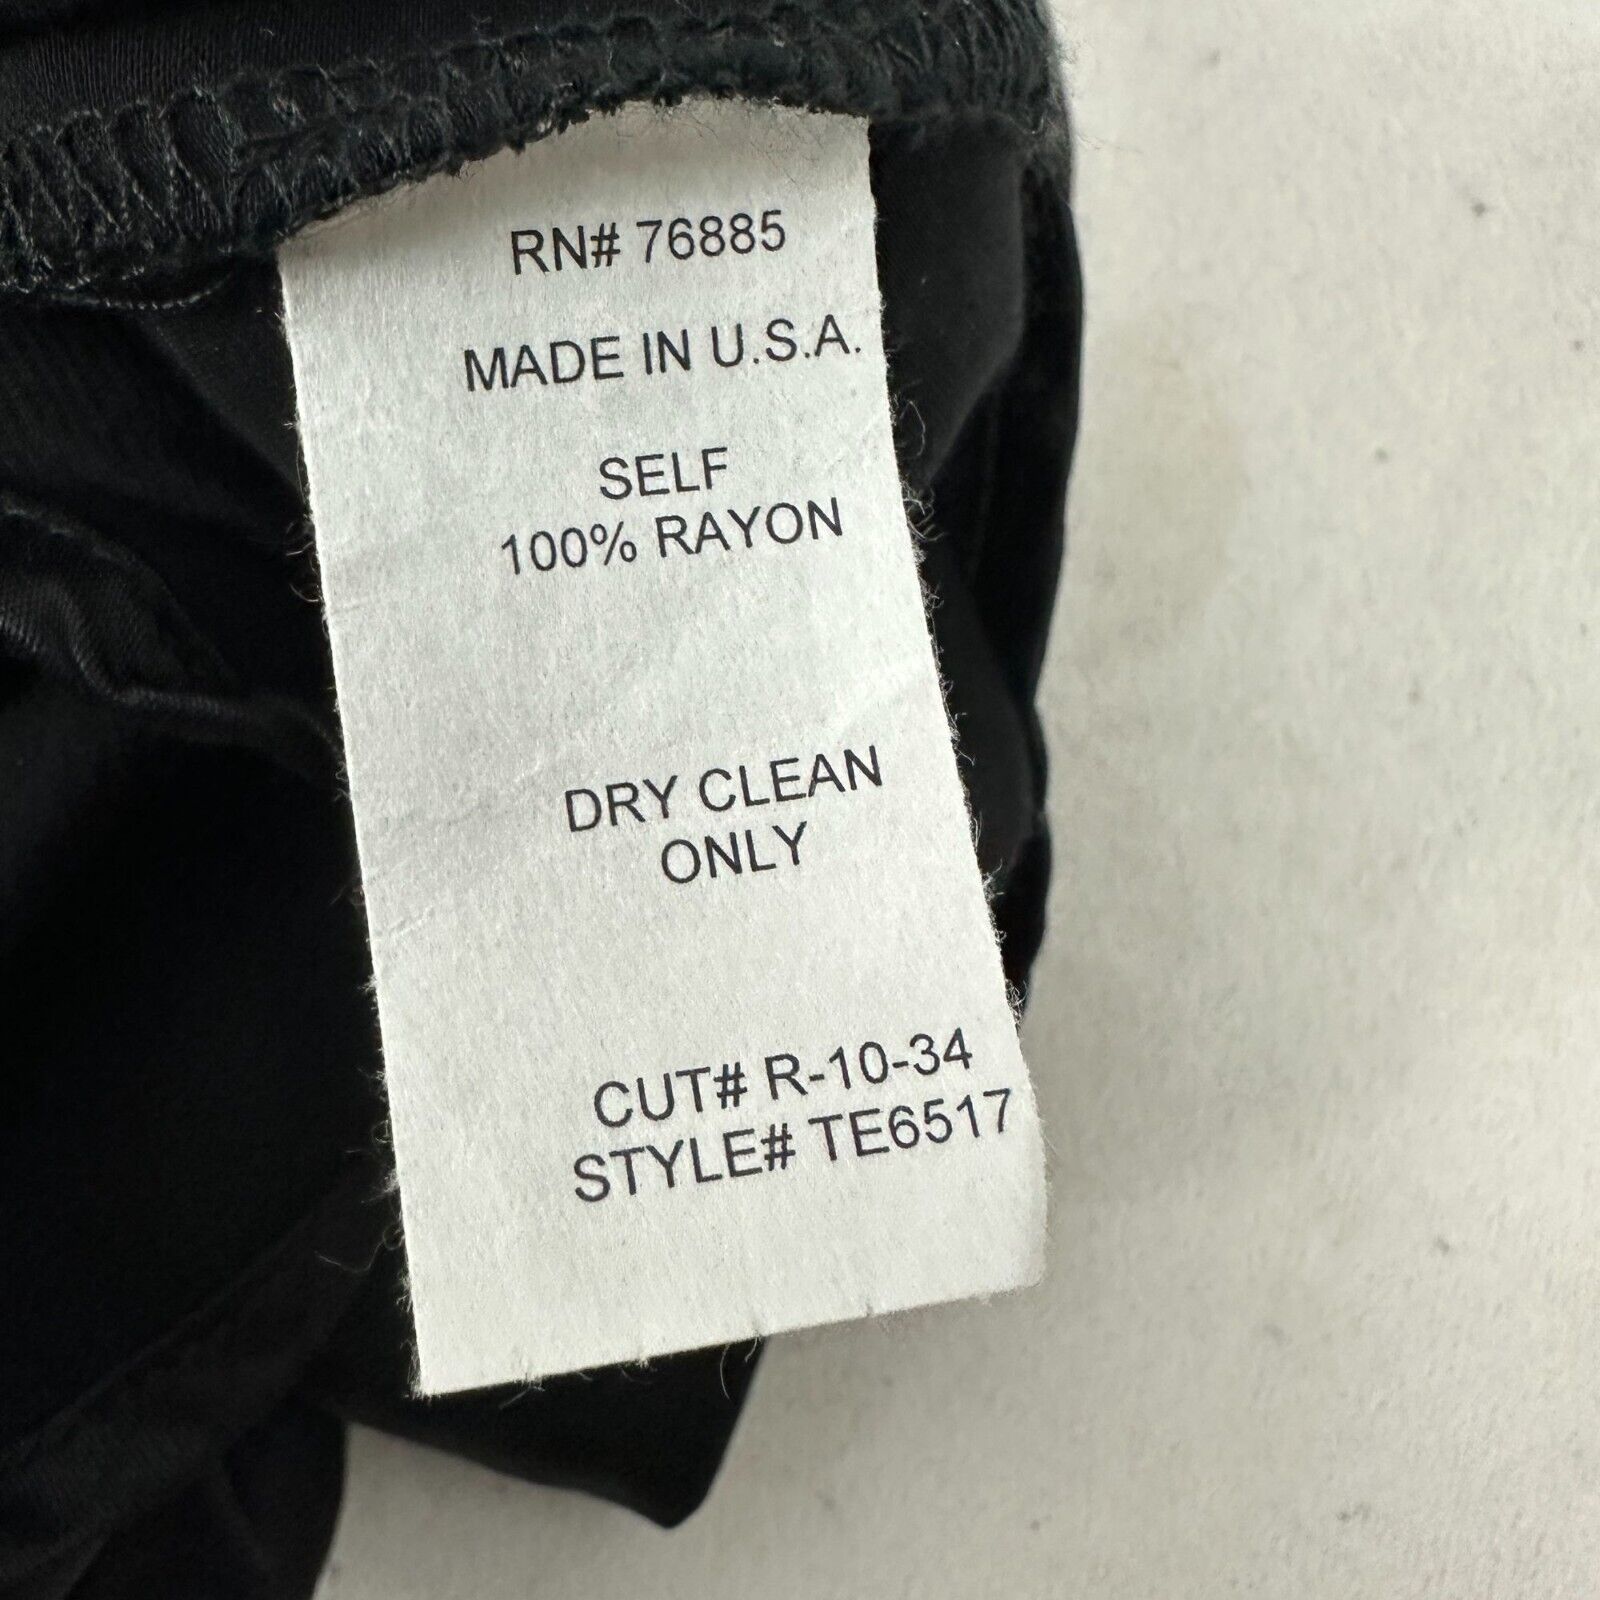 RN# 76885
MADE IN U.S.A.
SELF
100% RAYON
DRY CLEAN
ONLY
CUT# R-10-34
STYLE# TE6517